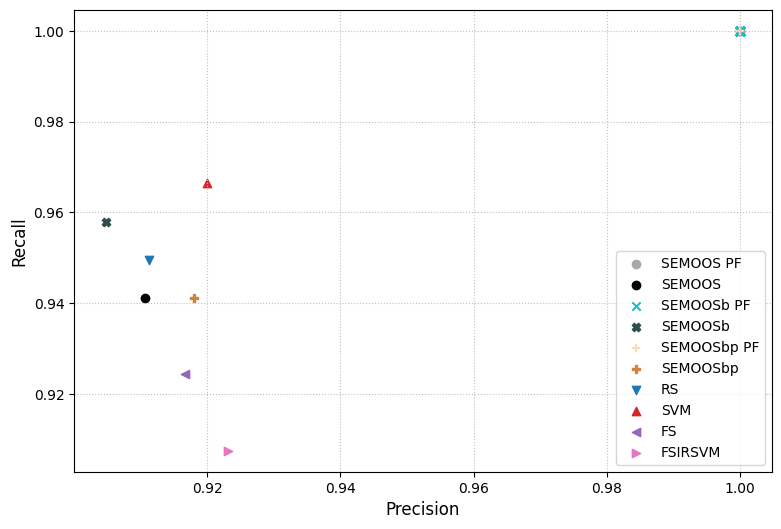 1.00
0.98
0.96
0.94
0.92
Recall
SEMOOS PF
SEMOOS
SEMOOSb PF
SEMOOSb
SEMOOSbp PF
SEMOOSbp
RS
SVM
FS
FSIRSVM
0.92 0.94 0.96 0.98 1.00
Precision